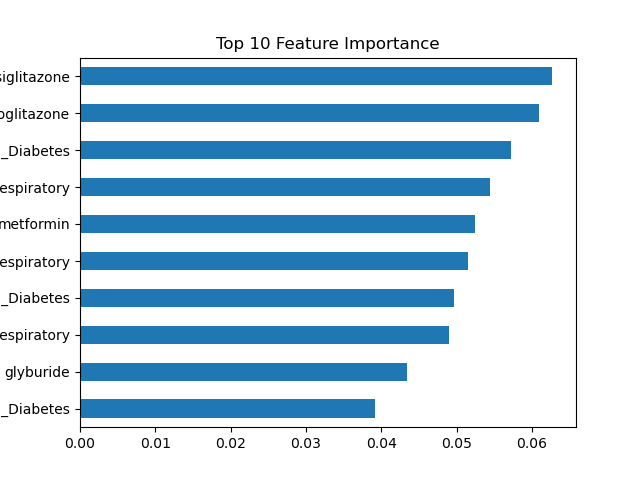 Top 10 Feature Importance
siglitazone
oglitazone
_Diabetes
espiratory
metformin
espiratory
_Diabetes
espiratory
glyburide
_Diabetes
0.00 0.01 0.02 0.03 0.04 0.05 0.06